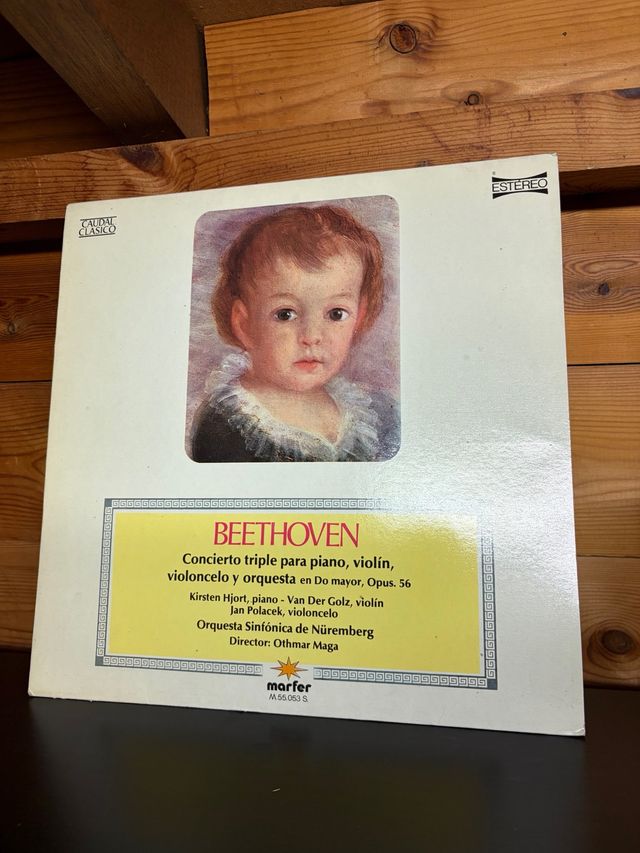 CAUDAL
CLASICO
ESTÉREO
BEETHOVEN
Concierto triple para piano, violín,
violoncelo y orquesta en Do mayor, Opus. 56
Kirsten Hjort, piano - Van Der Golz, violín
Jan Polacek, violoncelo
Orquesta Sinfónica de Nüremberg
Director: Othmar Maga
marfer
M.55.053 S.